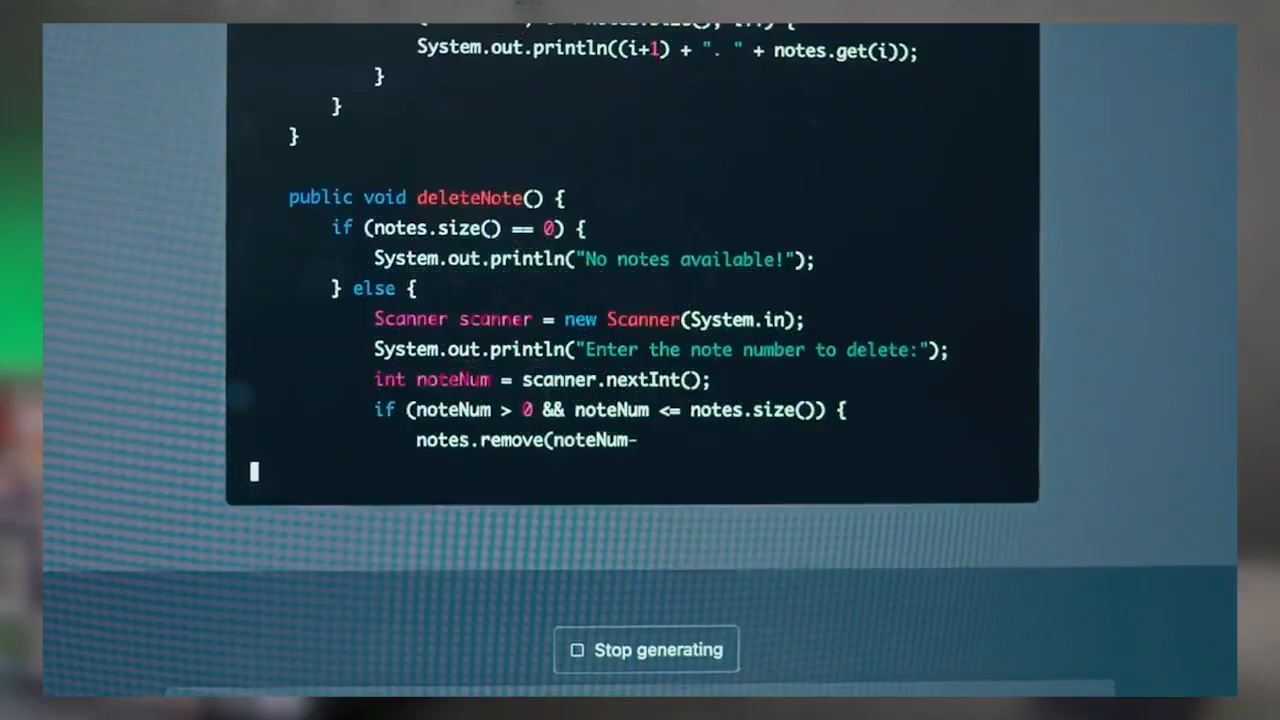 System.out.println((i+1) + ". " + notes.get(i));
}
}
}
public void deleteNote() {
if (notes.size() == 0) {
System.out.println("No notes available!");
} else {
Scanner scanner = new Scanner(System.in);
System.out.println("Enter the note number to delete:");
int noteNum = scanner.nextInt();
if (noteNum > 0 && noteNum <= notes.size()) {
notes.remove(noteNum-
Stop generating